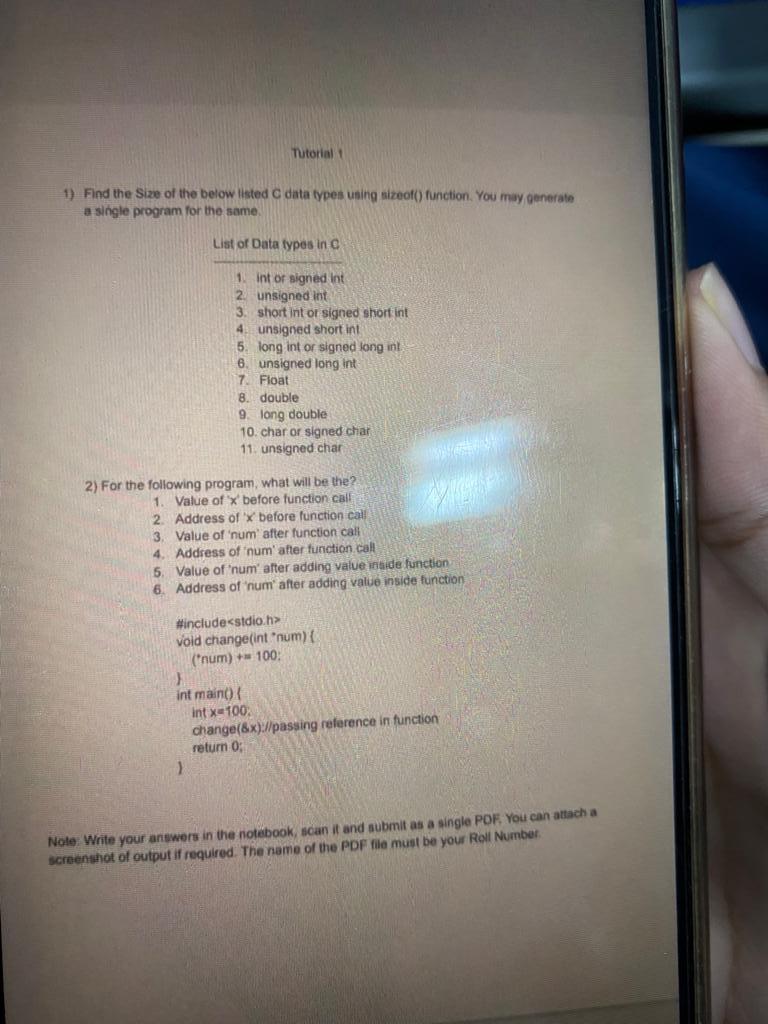 Tutorial 1
1) Find the Size of the below listed C data types using sizeof() function. You may generate
a single program for the same.
List of Data types in C
1. int or signed int
2. unsigned int
3. short int or signed short int
4. unsigned short int
5. long int or signed long int
6. unsigned long int
7. Float
8. double
9. long double
10. char or signed char
11. unsigned char
2) For the following program, what will be the?
1. Value of 'x' before function call
2. Address of 'x' before function call
3. Value of 'num' after function call
4. Address of 'num' after function call
5. Value of 'num' after adding value inside function
6. Address of 'num' after adding value inside function
#include<stdio.h>
void change(int *num) {
(*num) += 100;
}
int main() {
int x=100;
change(&x);//passing reference in function
return 0;
}
Note: Write your answers in the notebook, scan it and submit as a single PDF. You can attach a
screenshot of output if required. The name of the PDF file must be your Roll Number.